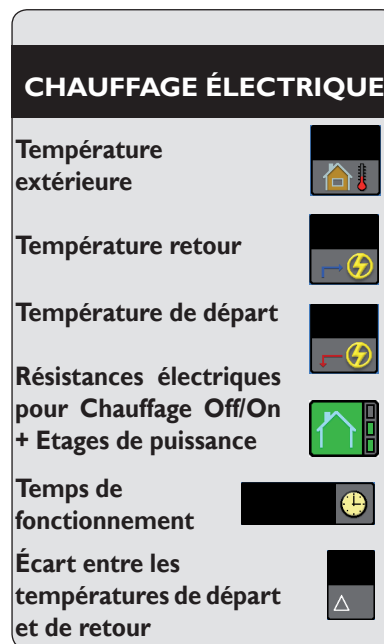 CHAUFFAGE ÉLECTRIQUE
Température
extérieure
Température retour
Température de départ
Résistances électriques
pour Chauffage Off/On
+ Etages de puissance
Temps de
fonctionnement
Écart entre les
températures de départ
et de retour